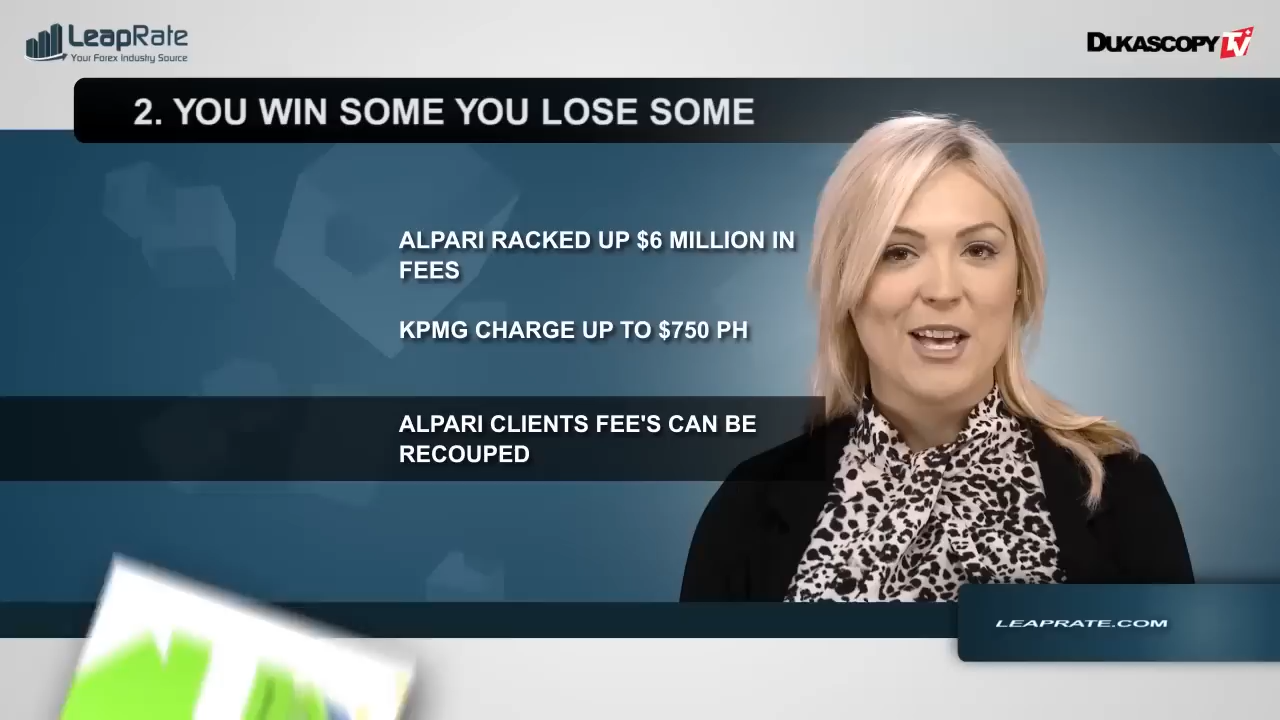 LeapRate
Your Forex Industry Source
DUKASCOPY TV
2. YOU WIN SOME YOU LOSE SOME
ALPARI RACKED UP $6 MILLION IN
FEES
KPMG CHARGE UP TO $750 PH
ALPARI CLIENTS FEE'S CAN BE
RECOUPED
LEAPRATE.COM